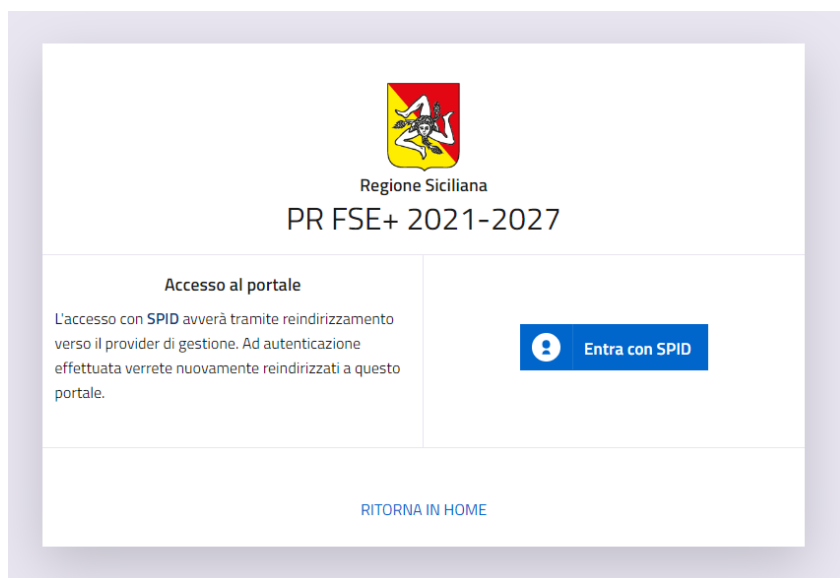 Regione Siciliana
PR FSE+ 2021-2027
Accesso al portale
L'accesso con SPID avverà tramite reindirizzamento
verso il provider di gestione. Ad autenticazione
effettuata verrete nuovamente reindirizzati a questo
portale.
Entra con SPID
RITORNA IN HOME